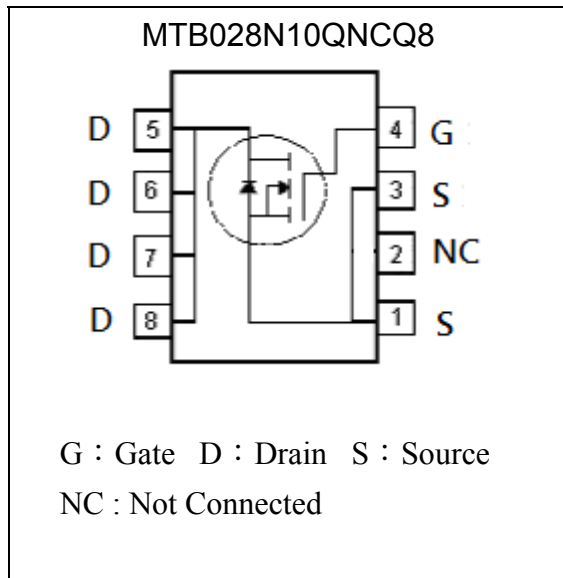 MTB028N10QNCQ8
D 5 4 G
D 6 3 S
D 7 2 NC
D 8 1 S
G：Gate D：Drain S：Source
NC : Not Connected